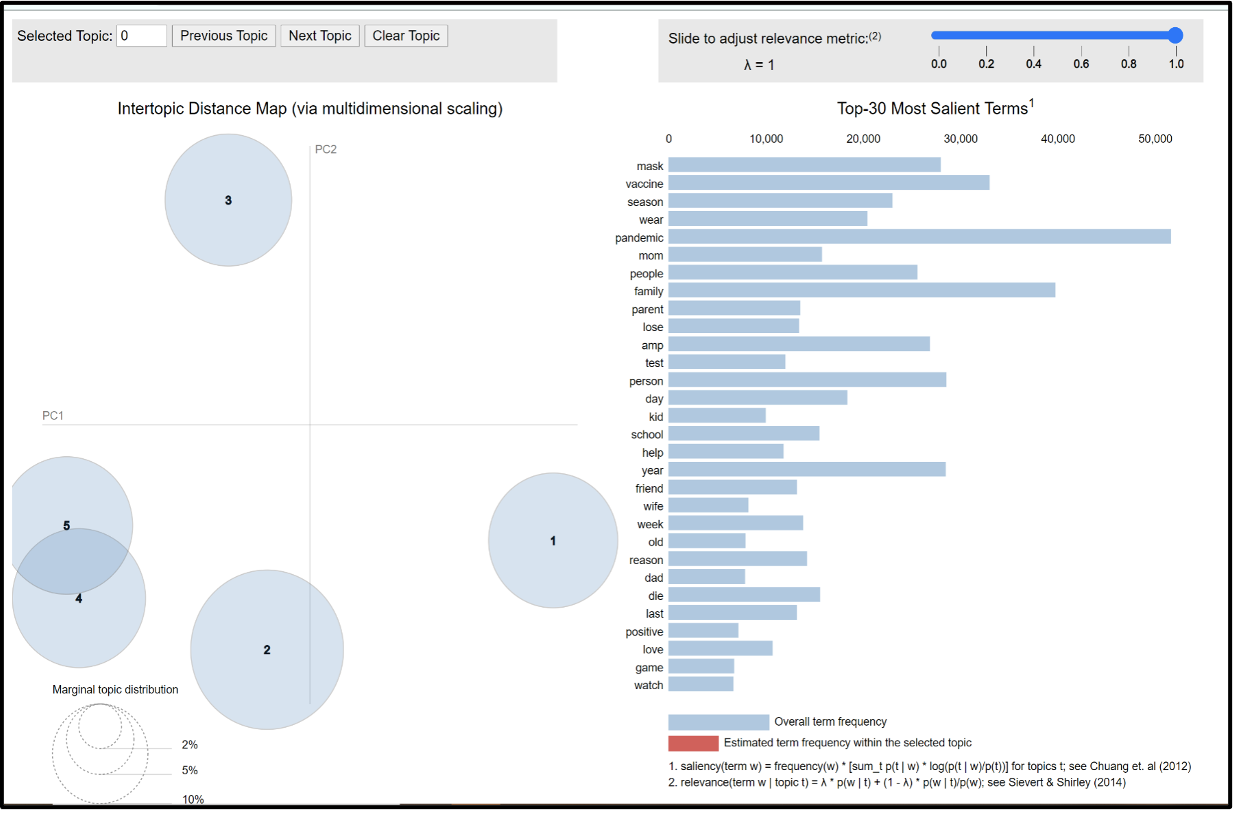 Selected Topic: 0 Previous Topic Next Topic Clear Topic
Slide to adjust relevance metric:(2)
λ = 1
0.0 0.2 0.4 0.6 0.8 1.0
Intertopic Distance Map (via multidimensional scaling)
PC2
PC1
3
5
4
1
2
Marginal topic distribution
2%
5%
10%
Top-30 Most Salient Terms1
0 10,000 20,000 30,000 40,000 50,000
mask
vaccine
season
wear
pandemic
mom
people
family
parent
lose
amp
test
person
day
kid
school
help
year
friend
wife
week
old
reason
dad
die
last
positive
love
game
watch
Overall term frequency
Estimated term frequency within the selected topic
1. saliency(term w) = frequency(w) * [sum_t p(t | w) * log(p(t | w)/p(t))] for topics t; see Chuang et. al (2012)
2. relevance(term w | topic t) = λ * p(w | t) + (1 - λ) * p(w | t)/p(w); see Sievert & Shirley (2014)